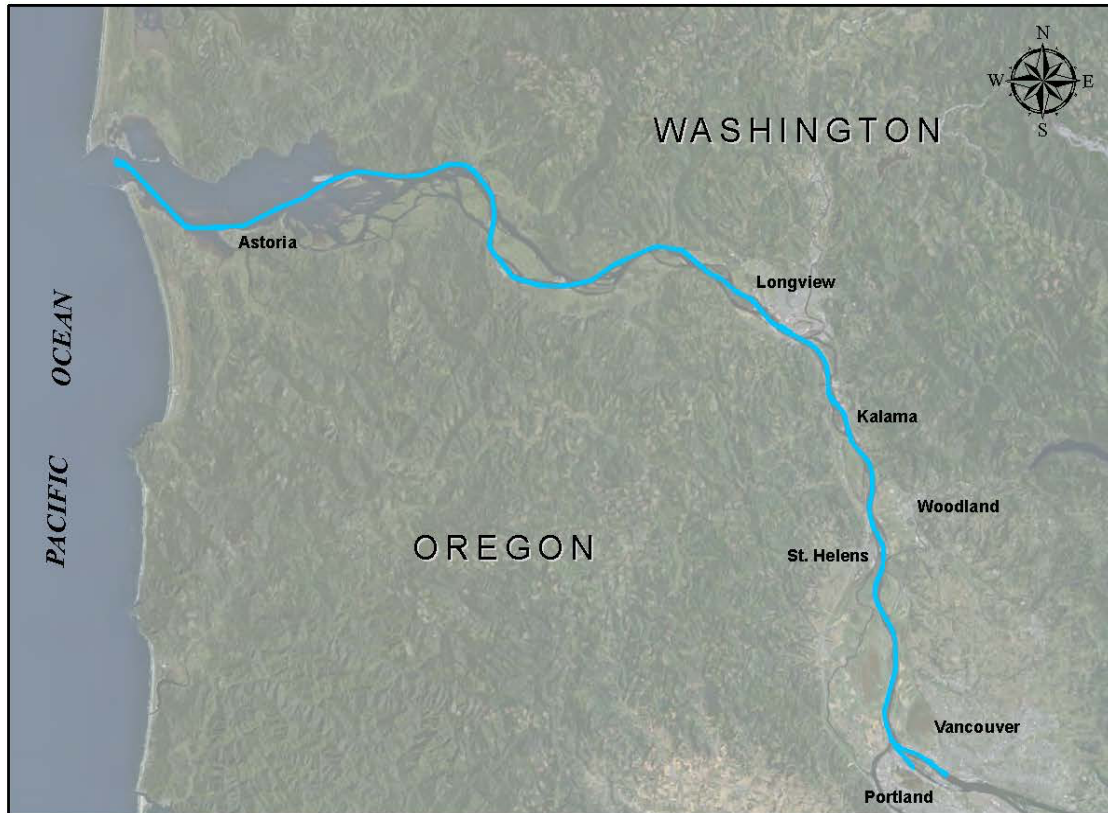 N
W E
S
WASHINGTON
Astoria
Longview
PACIFIC OCEAN
Kalama
Woodland
OREGON
St. Helens
Vancouver
Portland